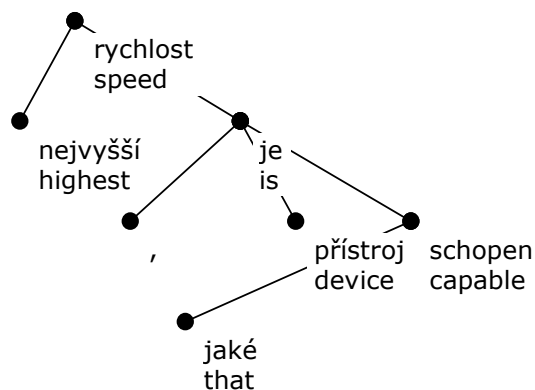 rychlost
speed
nejvyšší
highest
je
is
,
přístroj
device
schopen
capable
jaké
that